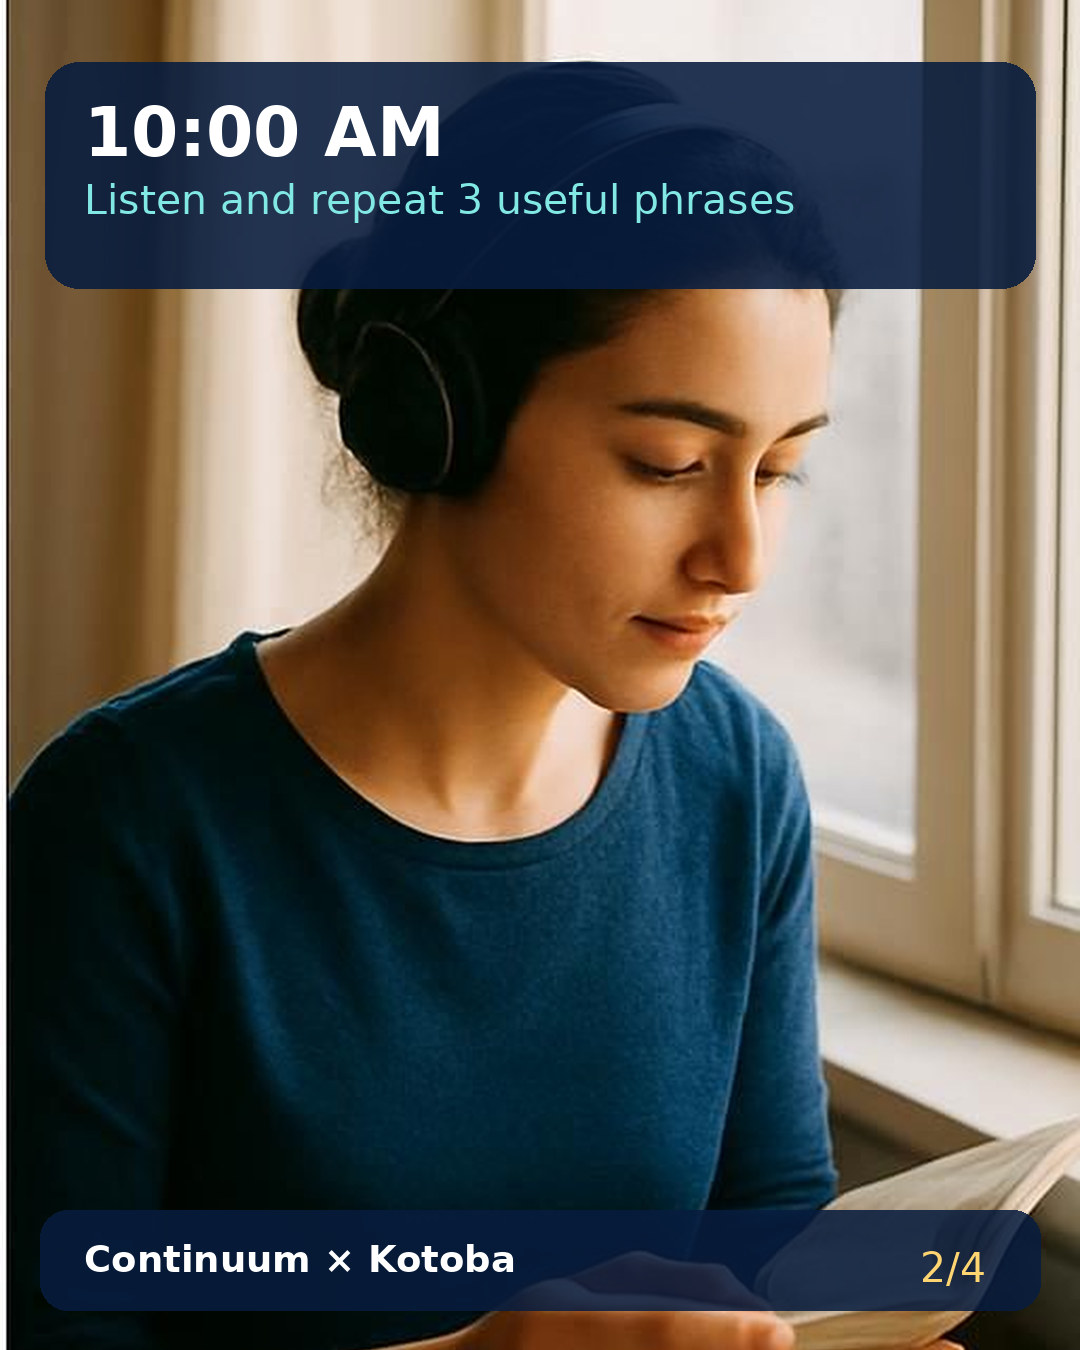 10:00 AM
Listen and repeat 3 useful phrases
Continuum × Kotoba
2/4